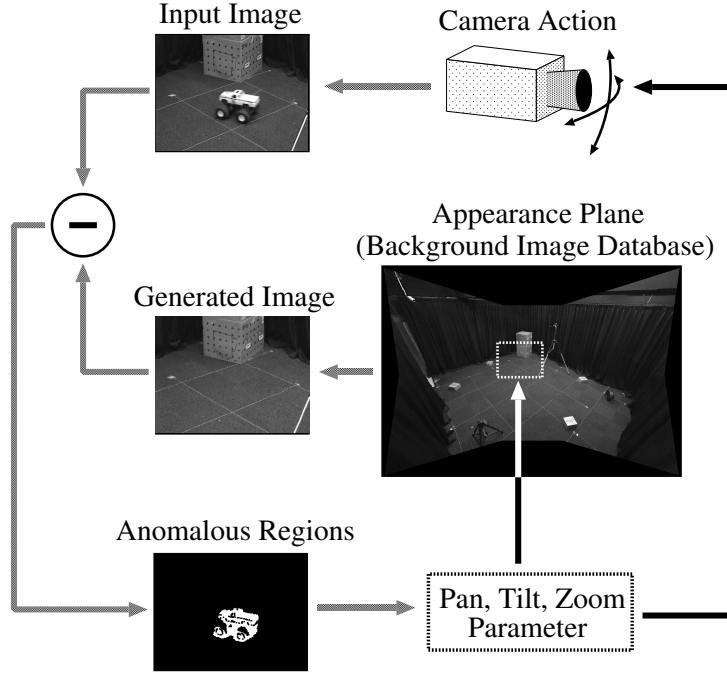 Input Image
Camera Action
Appearance Plane
(Background Image Database)
Generated Image
Anomalous Regions
Pan, Tilt, Zoom
Parameter